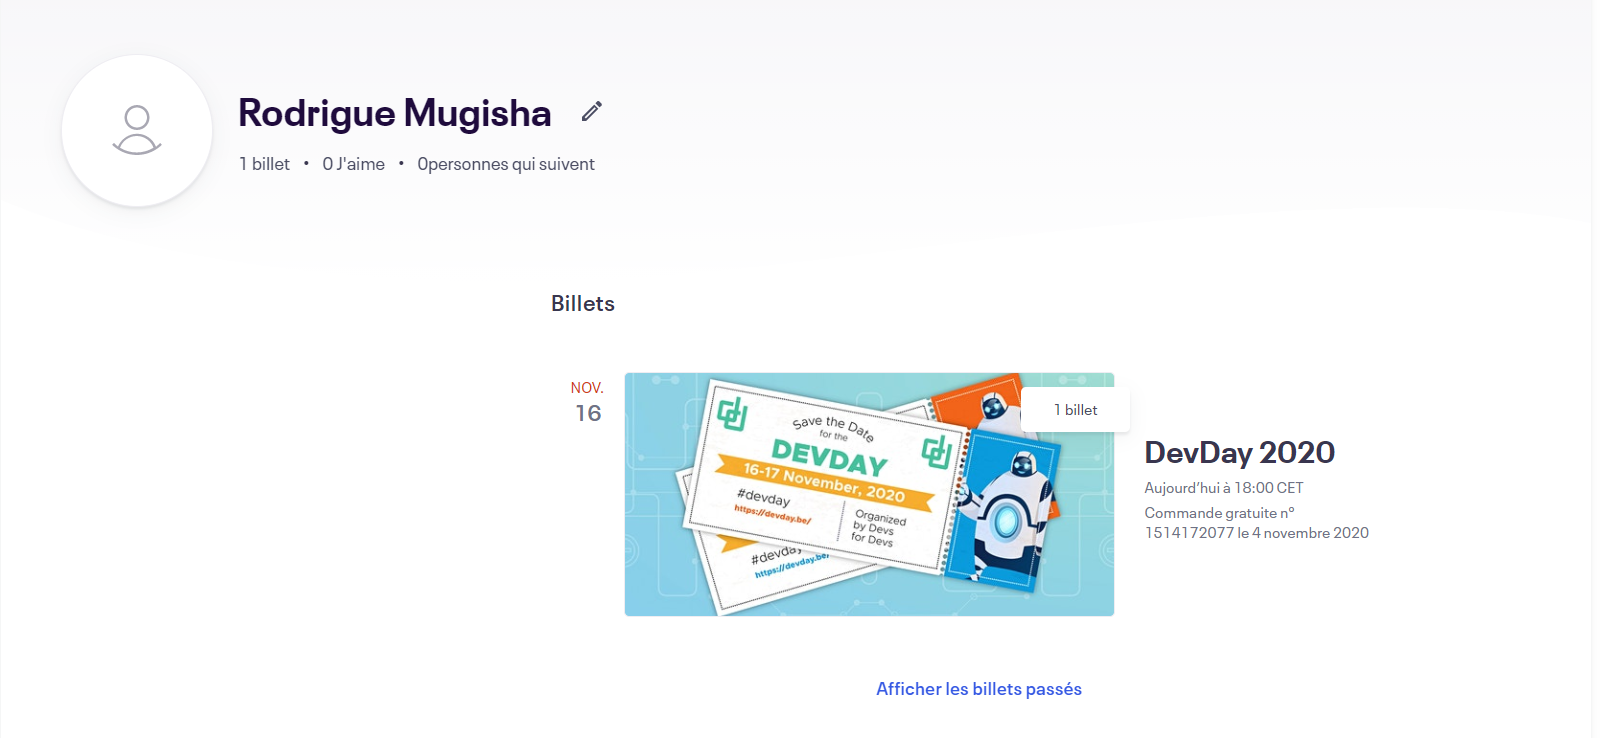 Rodrigue Mugisha
1 billet • 0 J'aime • 0personnes qui suivent
Billets
NOV.
16
Save the Date
for the
DEVDAY
16-17 November, 2020
#devday
https://devday.be/
Organized
by Devs
for Devs
#devday
https://devday.be/
1 billet
DevDay 2020
Aujourd’hui à 18:00 CET
Commande gratuite n°
1514172077 le 4 novembre 2020
Afficher les billets passés